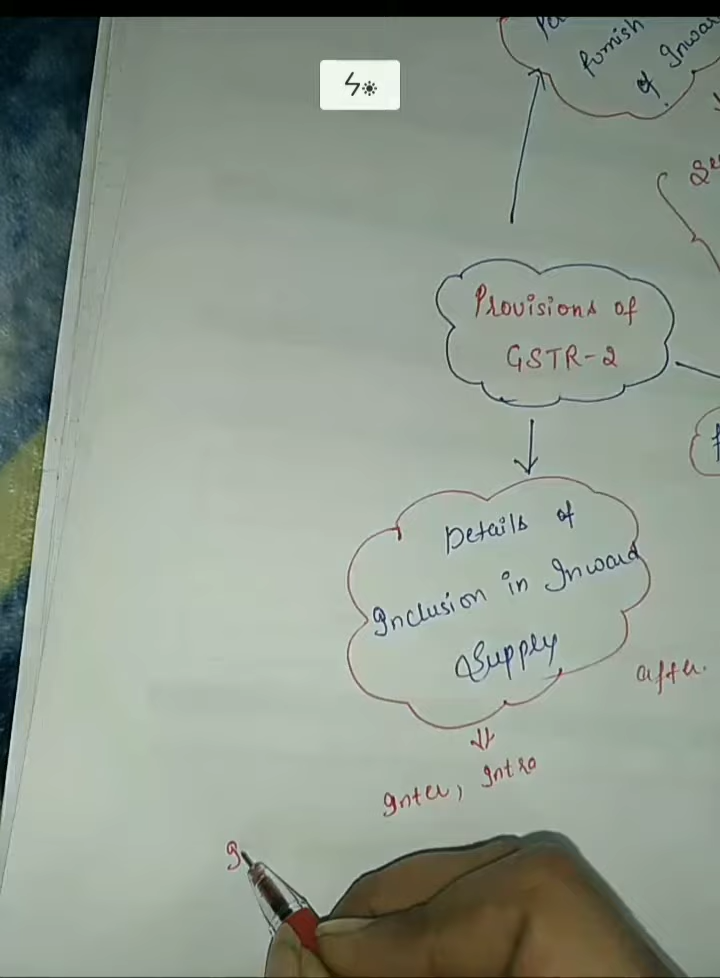 Furnish
of Inwar
Provisions of
GSTR-2
Details of
Inclusion in Inward
Supply
after.
Inter, Intra